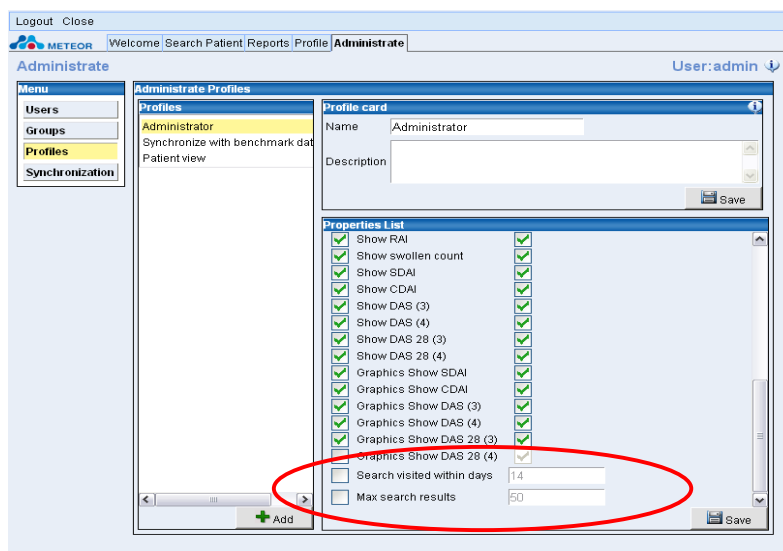 Logout Close
METEOR Welcome Search Patient Reports Profile Administrate
Administrate User:admin
Menu
Users
Groups
Profiles
Synchronization
Administrate Profiles
Profiles
Administrator
Synchronize with benchmark dat
Patient view
Add
Profile card
Name Administrator
Description
Save
Properties List
Show RAI
Show swollen count
Show SDAI
Show CDAI
Show DAS (3)
Show DAS (4)
Show DAS 28 (3)
Show DAS 28 (4)
Graphics Show SDAI
Graphics Show CDAI
Graphics Show DAS (3)
Graphics Show DAS (4)
Graphics Show DAS 28 (3)
Graphics Show DAS 28 (4)
Search visited within days 14
Max search results 50
Save